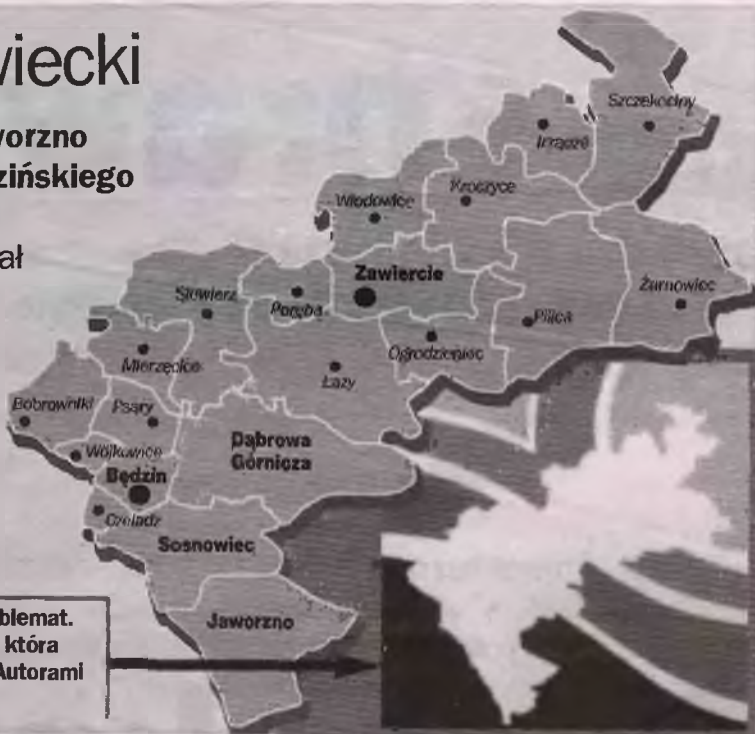 wiecki
worzno
zińskiego
ał
Szczekociny
Irządze
Kroczyce
Włodowice
Zawiercie
Żarnowiec
Siewierz
Poręba
Pilica
Ogrodzieniec
Mierzęcice
Łazy
Bobrowniki
Psary
Dąbrowa
Górnicza
Wojkowice
Będzin
Czeladź
Sosnowiec
Jaworzno
blemat.
która
Autorami